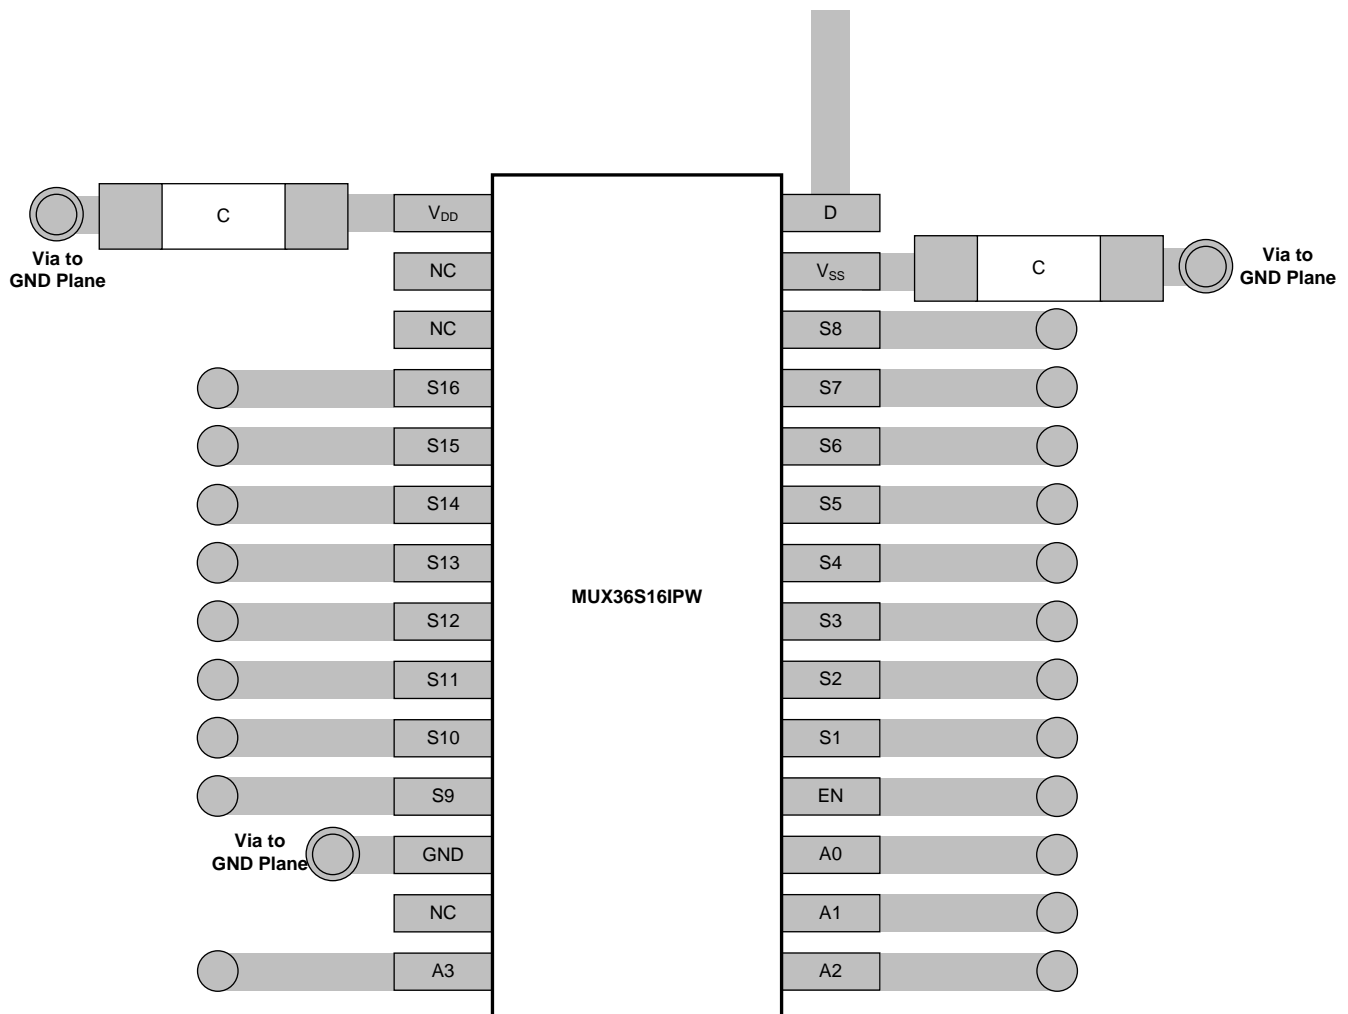 D
C
V_DD
Via to
GND Plane
NC
V_SS
C
Via to
GND Plane
NC
S8
S16
S7
S15
S6
S14
S5
S13
S4
MUX36S16IPW
S12
S3
S11
S2
S10
S1
S9
EN
Via to
GND Plane
GND
A0
NC
A1
A3
A2